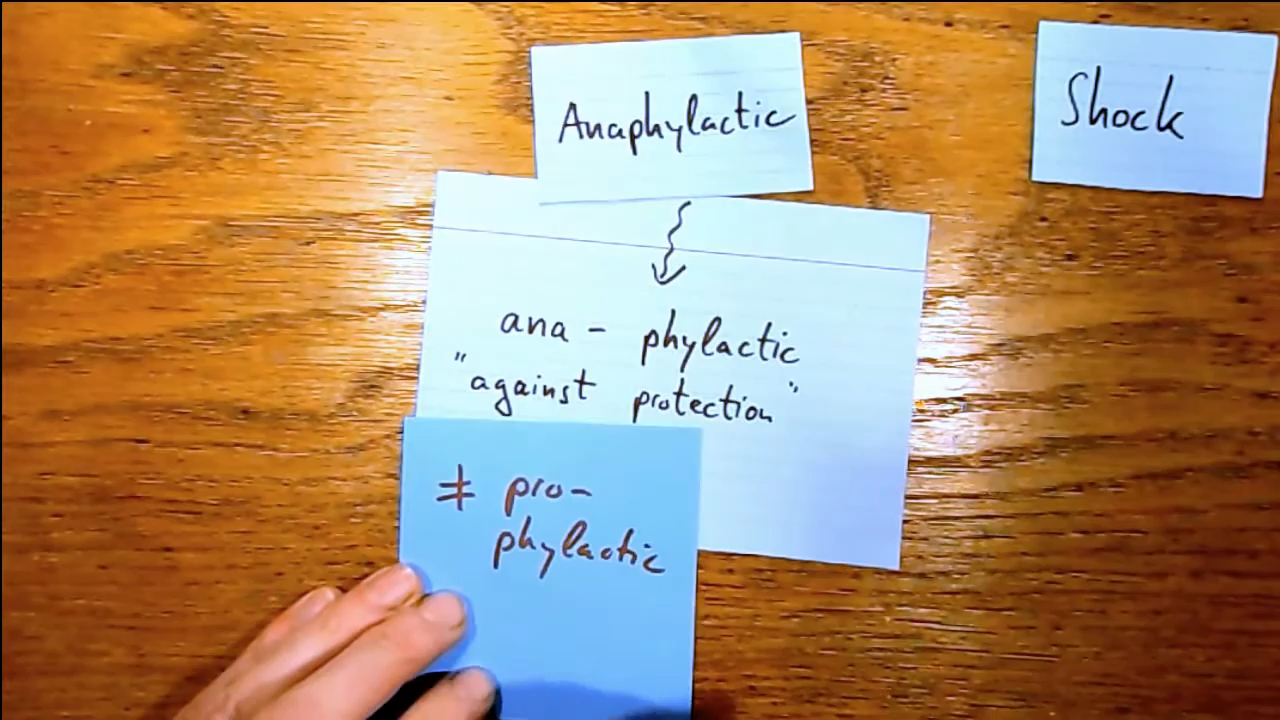 Anaphylactic
Shock
ana - phylactic
"against protection"
≠ pro-
phylactic